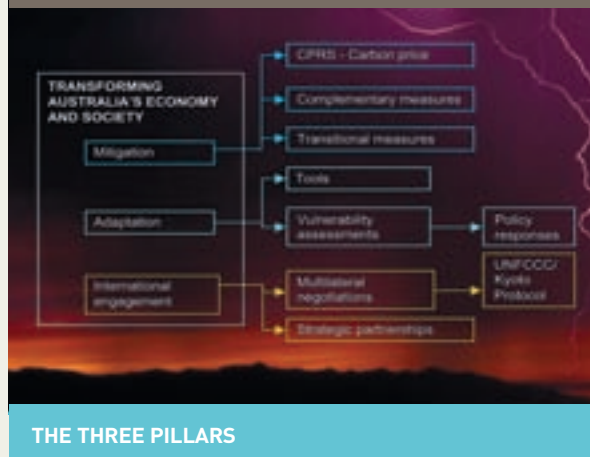 TRANSFORMING
AUSTRALIA'S ECONOMY
AND SOCIETY
Mitigation
Adaptation
International
engagement
CPRS - Carbon price
Complementary measures
Transitional measures
Tools
Vulnerability
assessments
Policy
responses
Multilateral
negotiations
UNFCCC/
Kyoto
Protocol
Strategic partnerships
THE THREE PILLARS